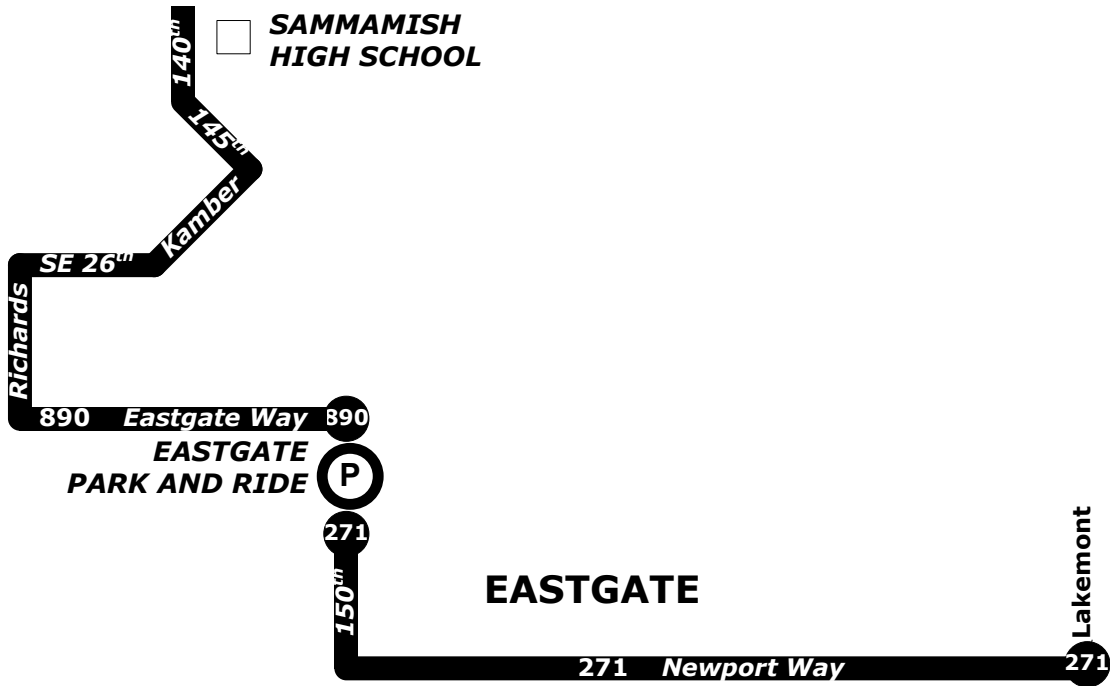 SAMMAMISH
HIGH SCHOOL
140th
145th
Kamber
SE 26th
Richards
890 Eastgate Way 890
EASTGATE
PARK AND RIDE
P
271
150th
EASTGATE
Lakemont
271 Newport Way 271